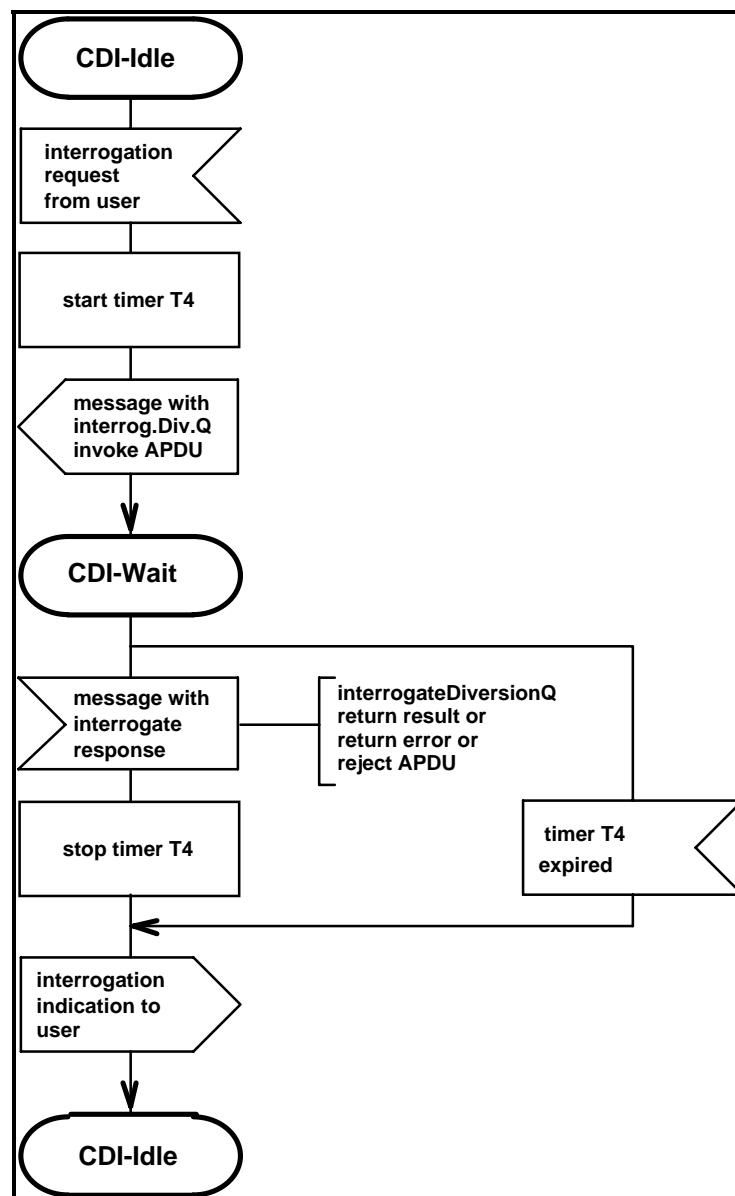 CDI-Idle
interrogation
request
from user
start timer T4
message with
interrog.Div.Q
invoke APDU
CDI-Wait
message with
interrogate
response
interrogateDiversionQ
return result or
return error or
reject APDU
stop timer T4
timer T4
expired
interrogation
indication to
user
CDI-Idle